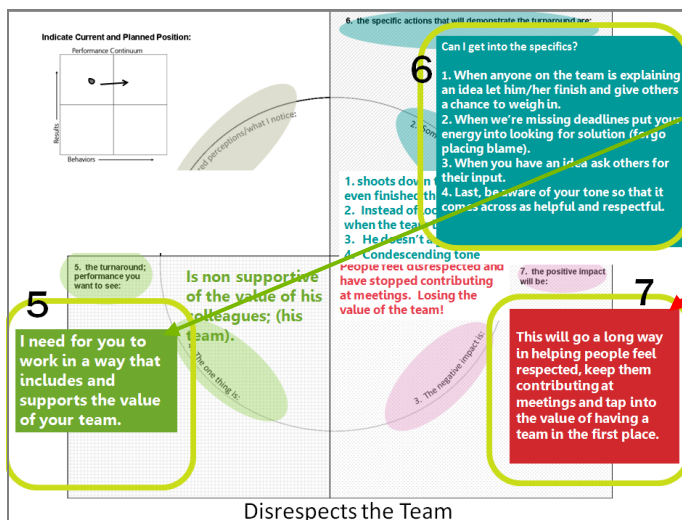 6. the specific actions that will demonstrate the turnaround are:
Indicate Current and Planned Position:
Performance Continuum
Results
Behaviors
ed perceptions/what I notice:
2. Som
6
Can I get into the specifics?
1. When anyone on the team is explaining
an idea let him/her finish and give others
a chance to weigh in.
2. When we're missing deadlines put your
energy into looking for solution (forgo
placing blame).
3. When you have an idea ask others for
their input.
4. Last, be aware of your tone so that it
comes across as helpful and respectful.
1. shoots down
even finished th
2. Instead of loo
when the team
3. He doesn't a
4. Condescending tone
People feel disrespected and
have stopped contributing
at meetings. Losing the
value of the team!
5. the turnaround;
performance you
want to see:
Is non supportive
of the value of his
colleagues; (his
team).
The one thing is:
3. The negative impact is:
7. the positive impact
will be:
5
I need for you to
work in a way that
includes and
supports the value
of your team.
7
This will go a long way
in helping people feel
respected, keep them
contributing at
meetings and tap into
the value of having a
team in the first place.
Disrespects the Team